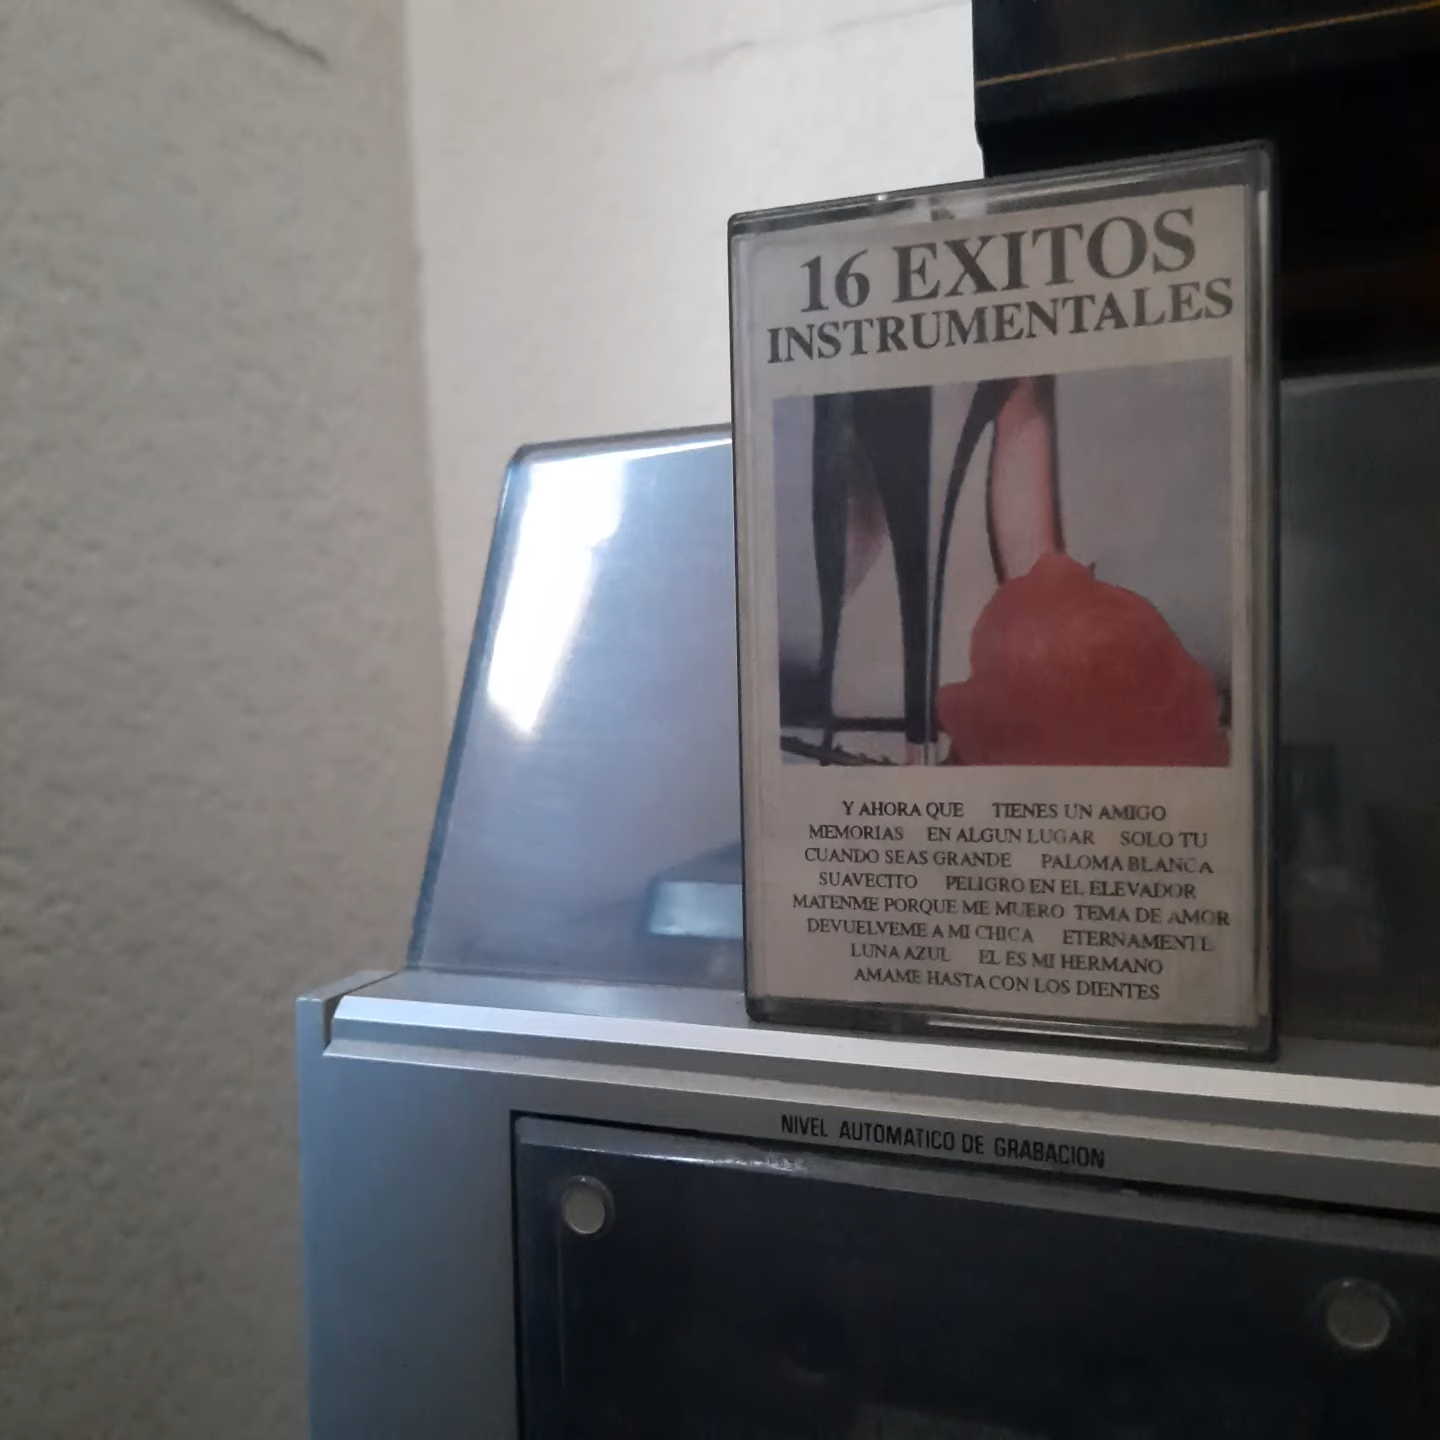 16 EXITOS
INSTRUMENTALES
Y AHORA QUE TIENES UN AMIGO
MEMORIAS EN ALGUN LUGAR SOLO TU
CUANDO SEAS GRANDE PALOMA BLANCA
SUAVECITO PELIGRO EN EL ELEVADOR
MATENME PORQUE ME MUERO TEMA DE AMOR
DEVUELVEME A MI CHICA ETERNAMENTE
LUNA AZUL EL ES MI HERMANO
AMAME HASTA CON LOS DIENTES
NIVEL AUTOMATICO DE GRABACION